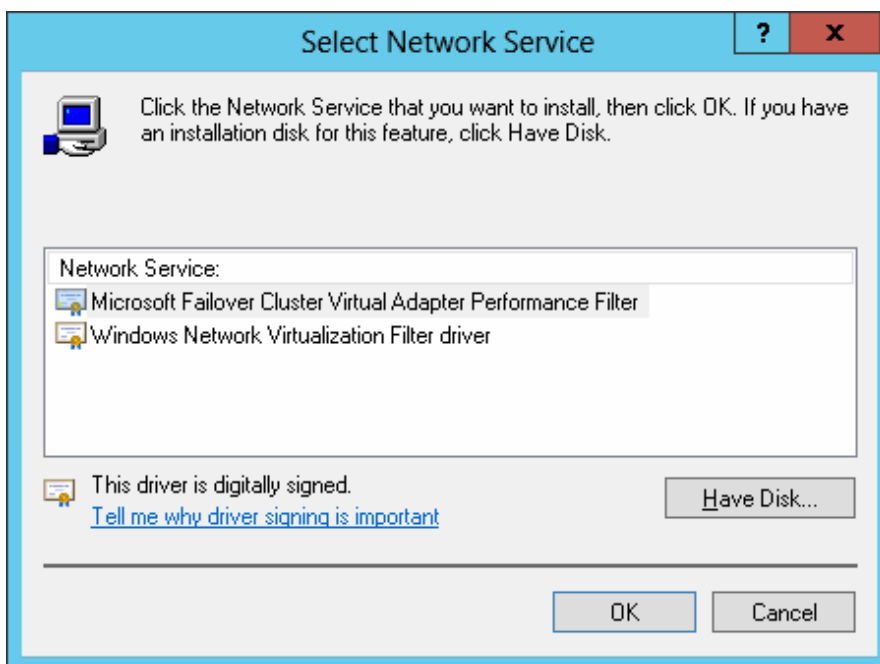 Select Network Service
?
x
Click the Network Service that you want to install, then click OK. If you have
an installation disk for this feature, click Have Disk.
Network Service:
Microsoft Failover Cluster Virtual Adapter Performance Filter
Windows Network Virtualization Filter driver
This driver is digitally signed.
Tell me why driver signing is important
Have Disk...
OK
Cancel